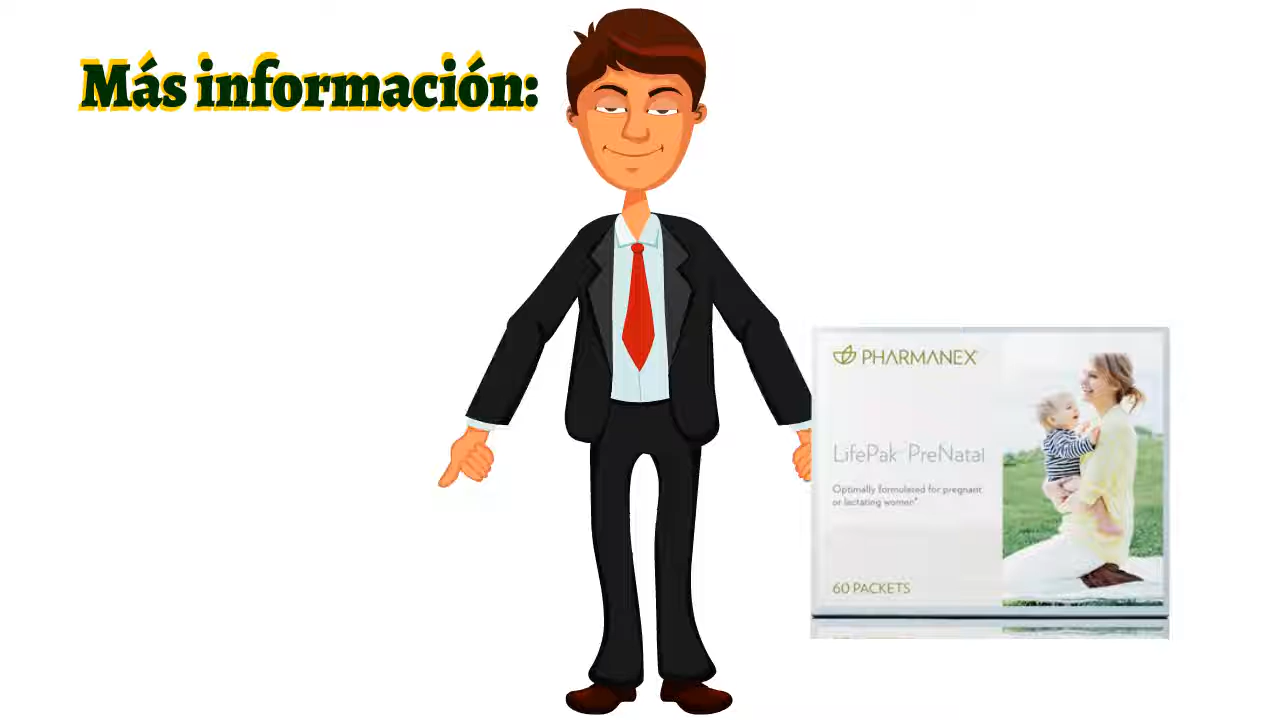 Más información:
PHARMANEX
LifePak PreNatal
Optimally formulated for pregnant
or lactating women*
60 PACKETS